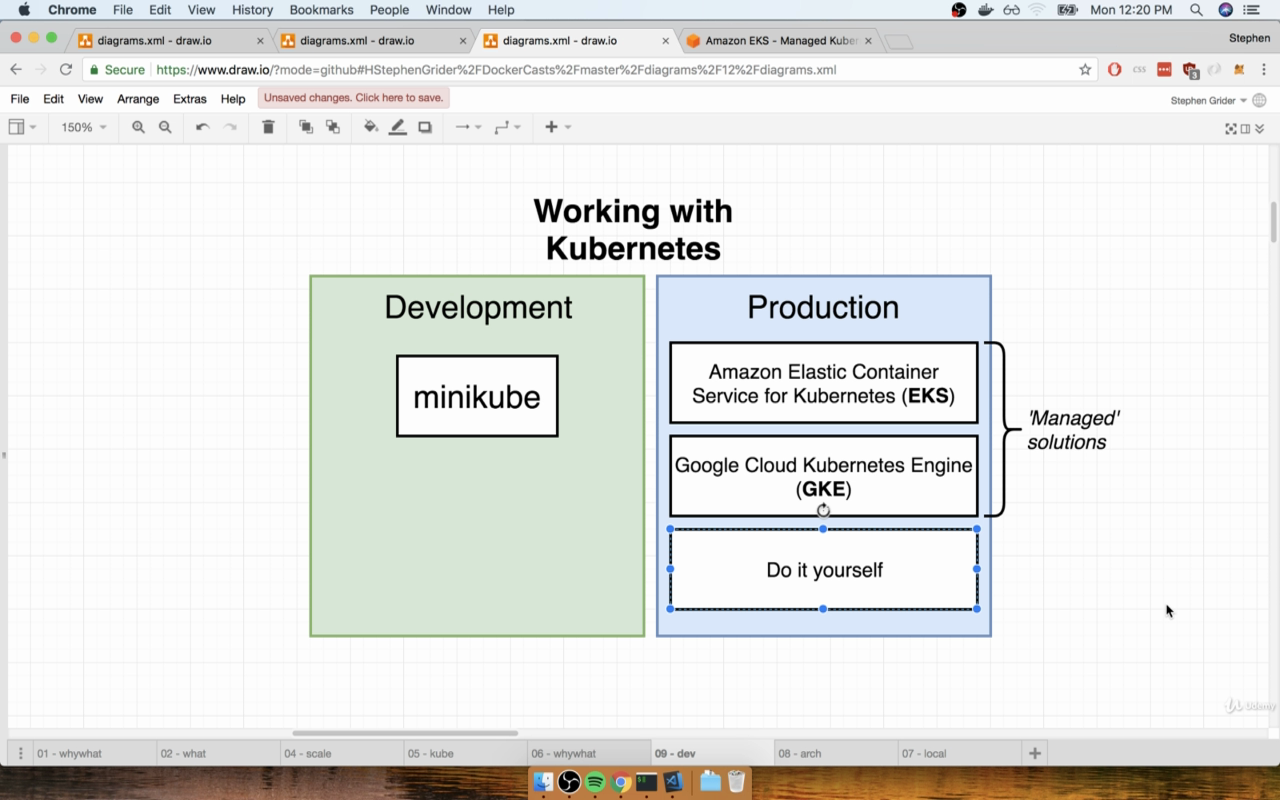 Chrome File Edit View History Bookmarks People Window Help Mon 12:20 PM
diagrams.xml - draw.io diagrams.xml - draw.io diagrams.xml - draw.io Amazon EKS - Managed Kuber Stephen
Secure https://www.draw.io/?mode=github#HStephenGrider%2FDockerCasts%2Fmaster%2Fdiagrams%2F12%2Fdiagrams.xml css 3
File Edit View Arrange Extras Help Unsaved changes. Click here to save. Stephen Grider
150%
Working with
Kubernetes
Development
minikube
Production
Amazon Elastic Container
Service for Kubernetes (EKS)
Google Cloud Kubernetes Engine
(GKE)
Do it yourself
'Managed'
solutions
Udemy
01 - whywhat 02 - what 04 - scale 05 - kube 06 - whywhat 09 - dev 08 - arch 07 - local